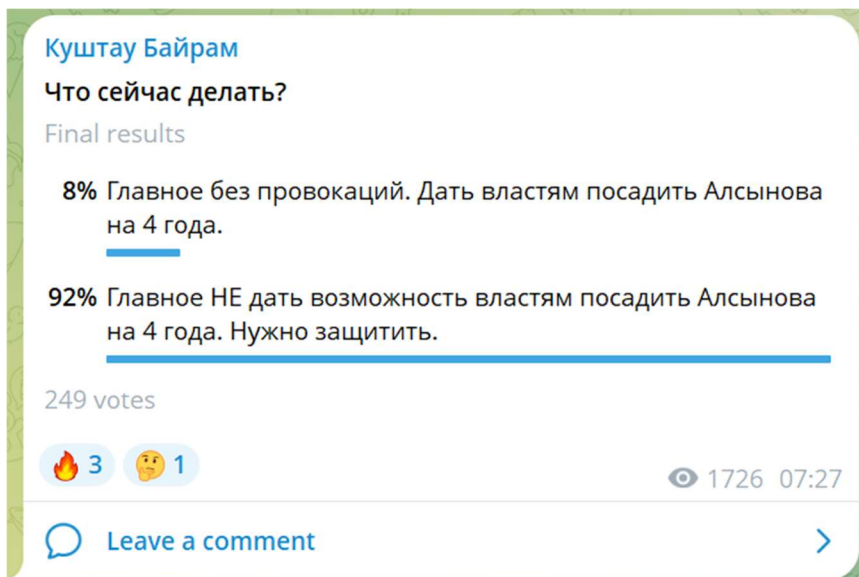 Куштау Байрам
Что сейчас делать?
Final results
8% Главное без провокаций. Дать властям посадить Алсынова
на 4 года.
92% Главное НЕ дать возможность властям посадить Алсынова
на 4 года. Нужно защитить.
249 votes
🔥 3 🤔 1
1726 07:27
Leave a comment